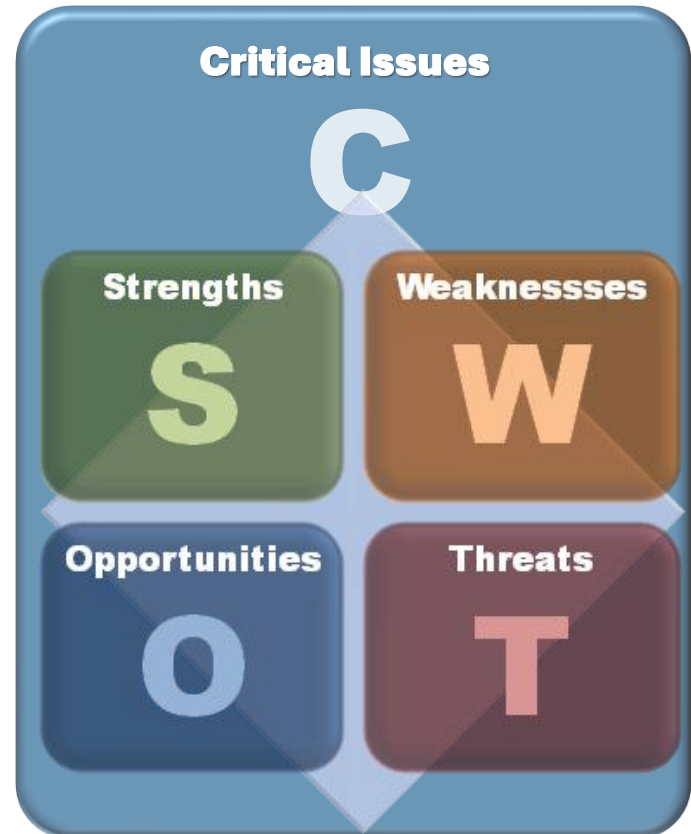 Critical Issues
C
Strengths
S
Weaknessses
W
Opportunities
O
Threats
T